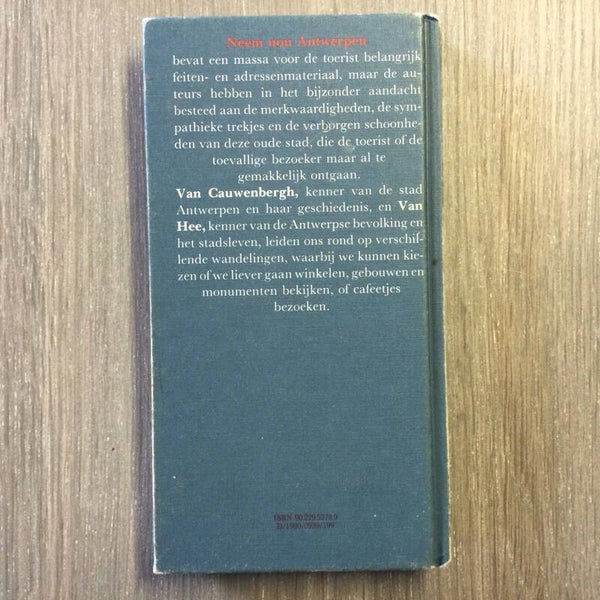 Neem nou Antwerpen
bevat een massa voor de toerist belangrijk
feiten- en adressenmateriaal, maar de au-
teurs hebben in het bijzonder aandacht
besteed aan de merkwaardigheden, de sym-
pathieke trekjes en de verborgen schoonhe-
den van deze oude stad, die de toerist of de
toevallige bezoeker maar al te
gemakkelijk ontgaan.
Van Cauwenbergh, kenner van de stad
Antwerpen en haar geschiedenis, en Van
Hee, kenner van de Antwerpse bevolking en
het stadsleven, leiden ons rond op verschil-
lende wandelingen, waarbij we kunnen kie-
zen of we liever gaan winkelen, gebouwen en
monumenten bekijken, of cafeetjes
bezoeken.
ISBN